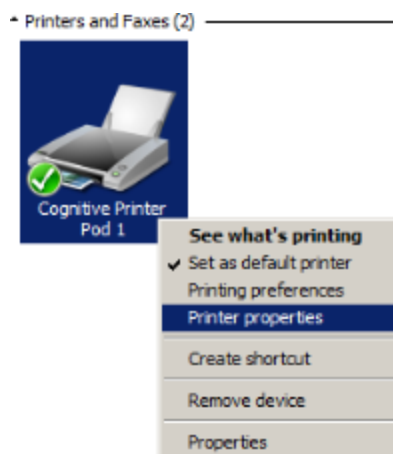 Printers and Faxes (2)
Cognitive Printer
Pod 1
See what's printing
Set as default printer
Printing preferences
Printer properties
Create shortcut
Remove device
Properties